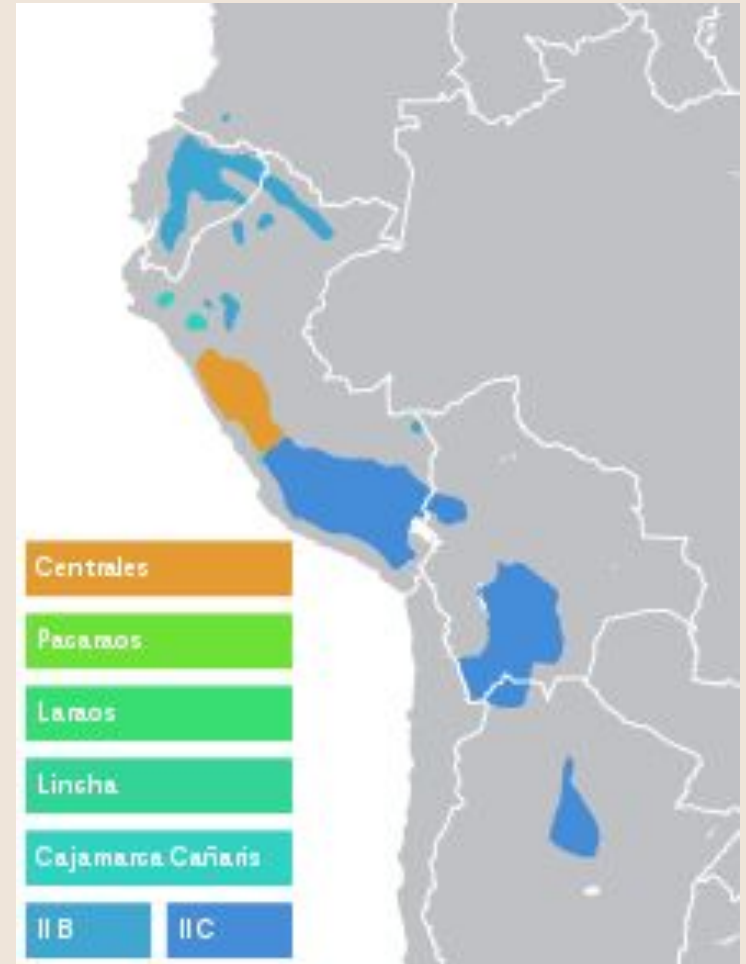 Centrales
Pacaraos
Laraos
Lincha
Cajamarca Cañaris
II B
II C